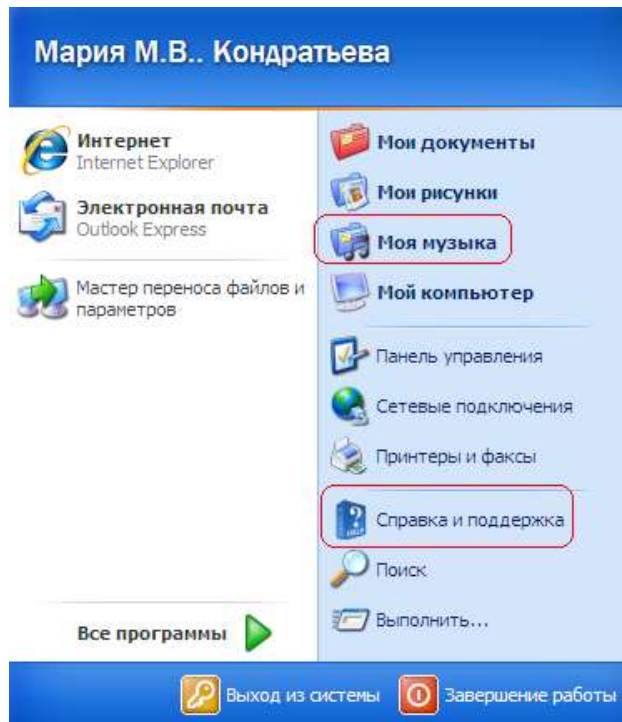 Мария М.В.. Кондратьева
Интернет
Internet Explorer
Электронная почта
Outlook Express
Мастер переноса файлов и
параметров
Все программы
Мои документы
Мои рисунки
Моя музыка
Мой компьютер
Панель управления
Сетевые подключения
Принтеры и факсы
HELP
Справка и поддержка
Поиск
Выполнить...
Выход из системы
Завершение работы